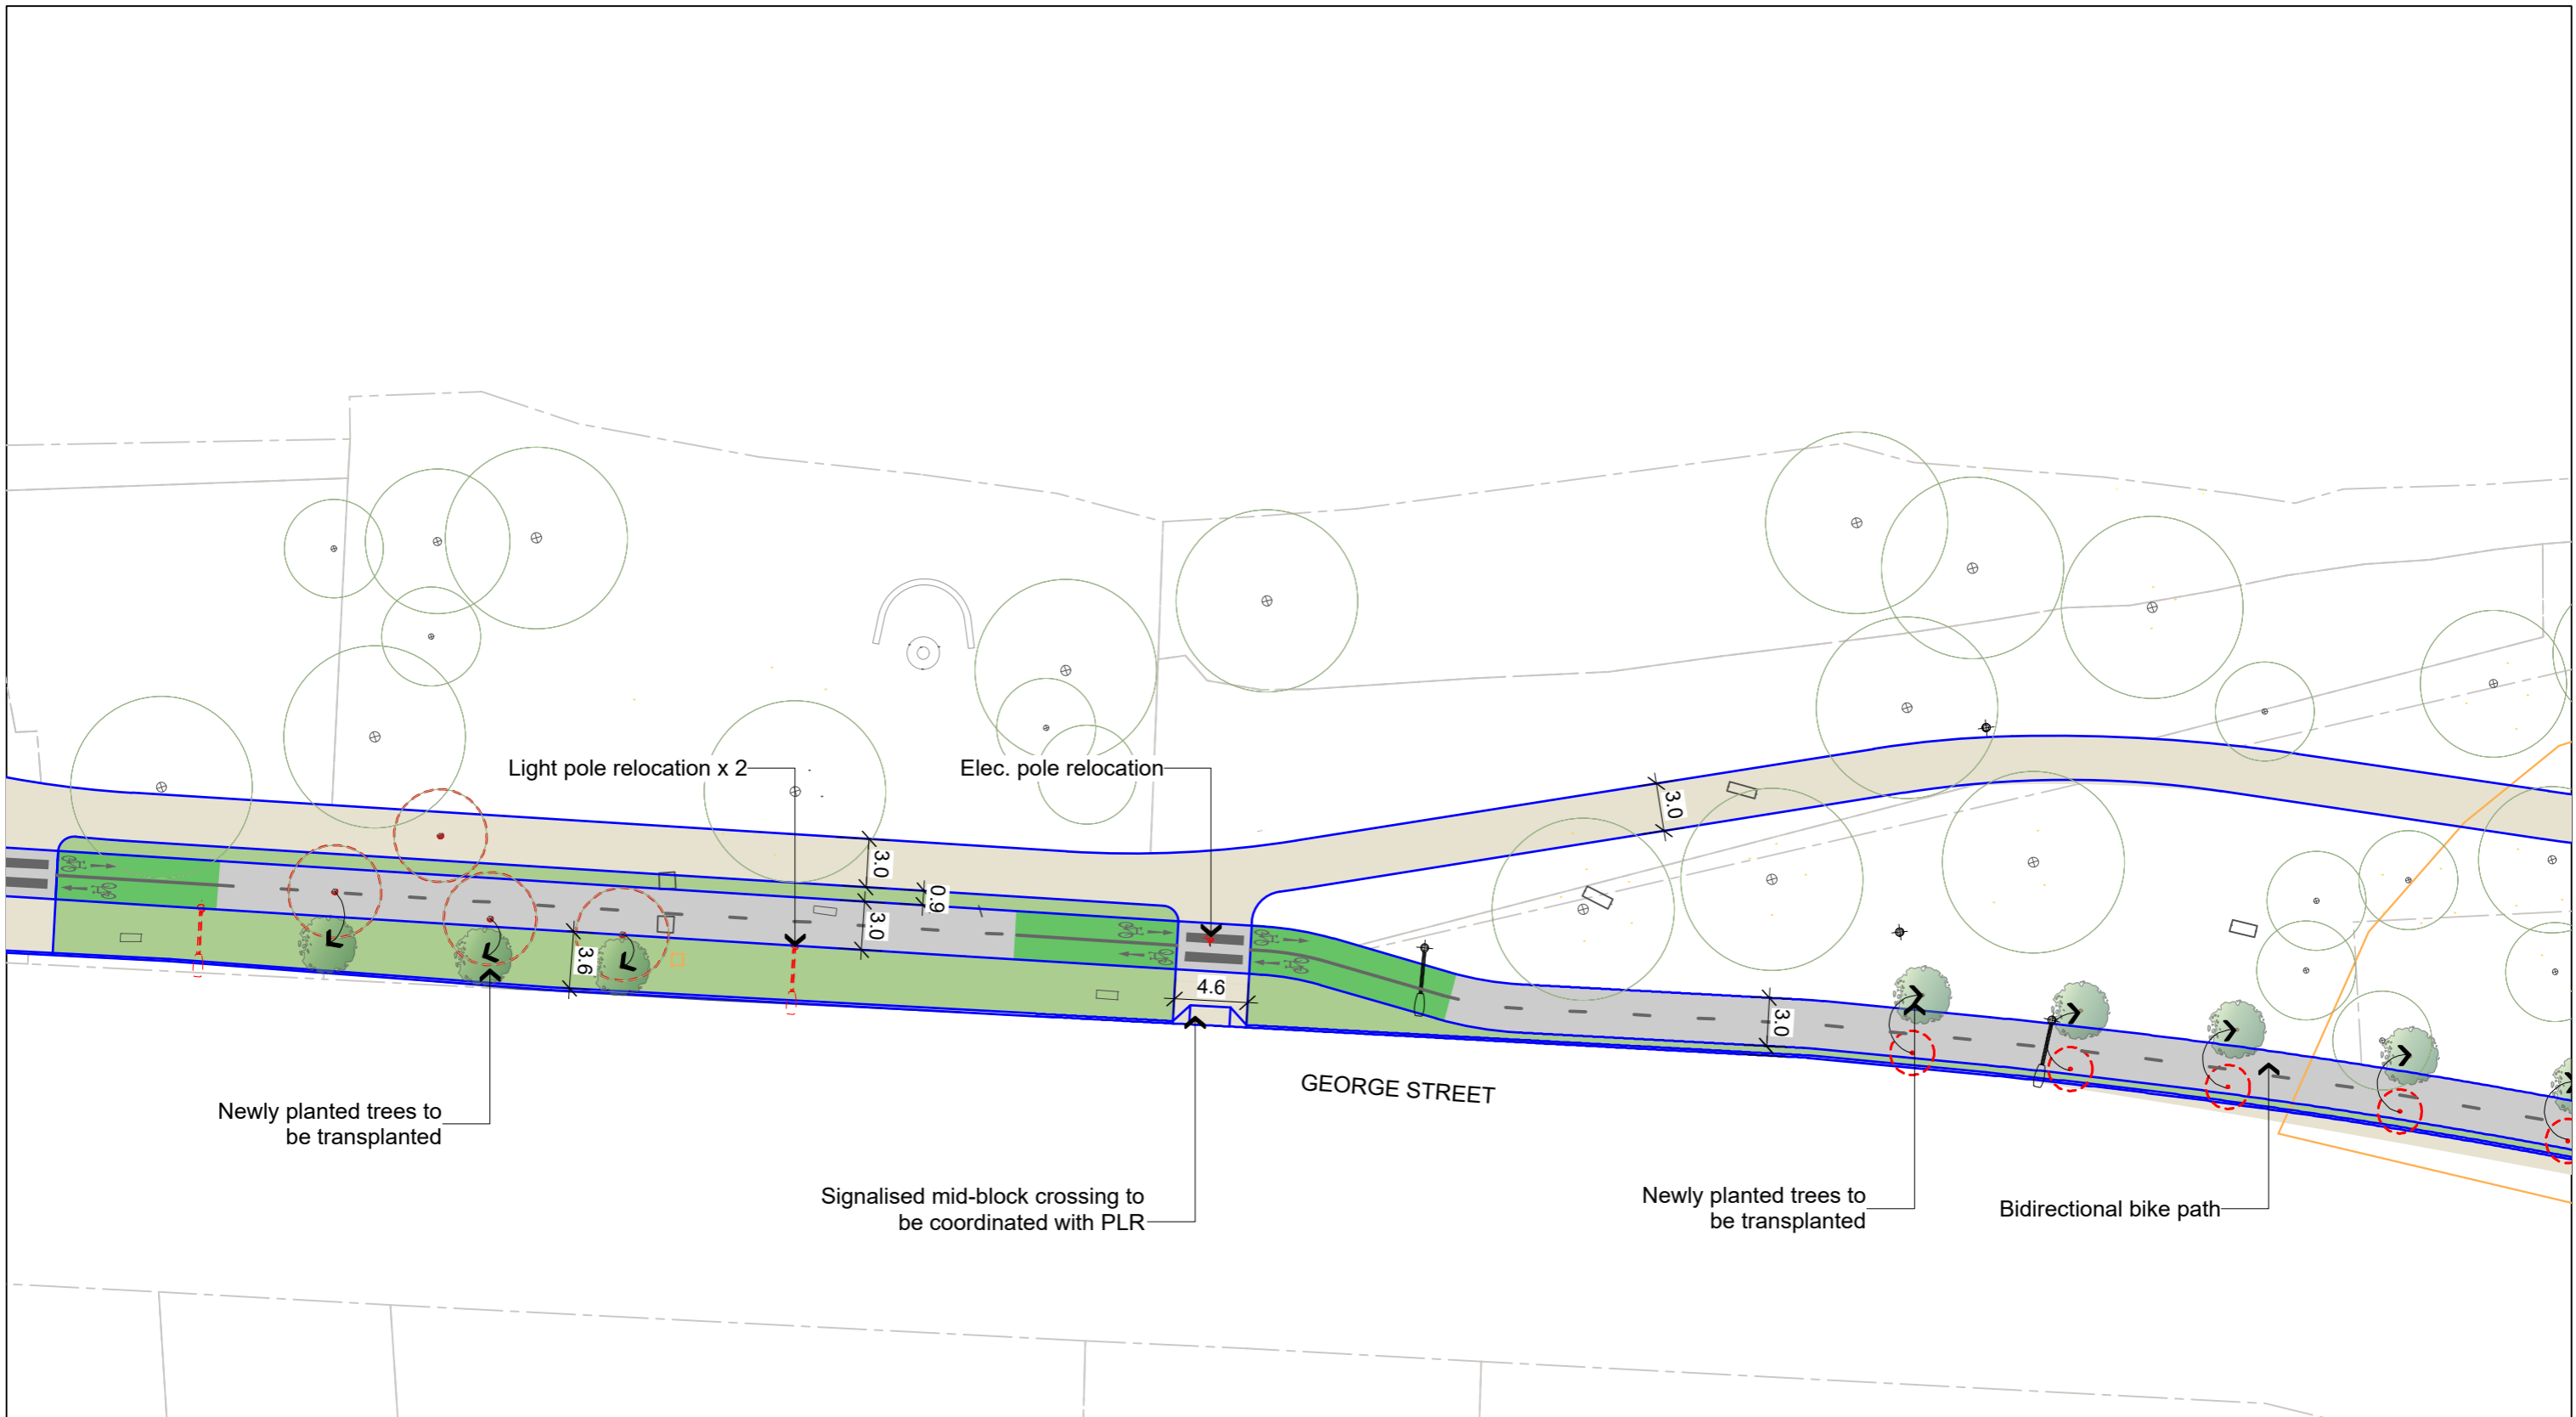 Light pole relocation x 2
Elec. pole relocation
3.0
3.0
0.9
3.0
3.6
4.6
3.0
GEORGE STREET
Newly planted trees to
be transplanted
Signalised mid-block crossing to
be coordinated with PLR
Newly planted trees to
be transplanted
Bidirectional bike path